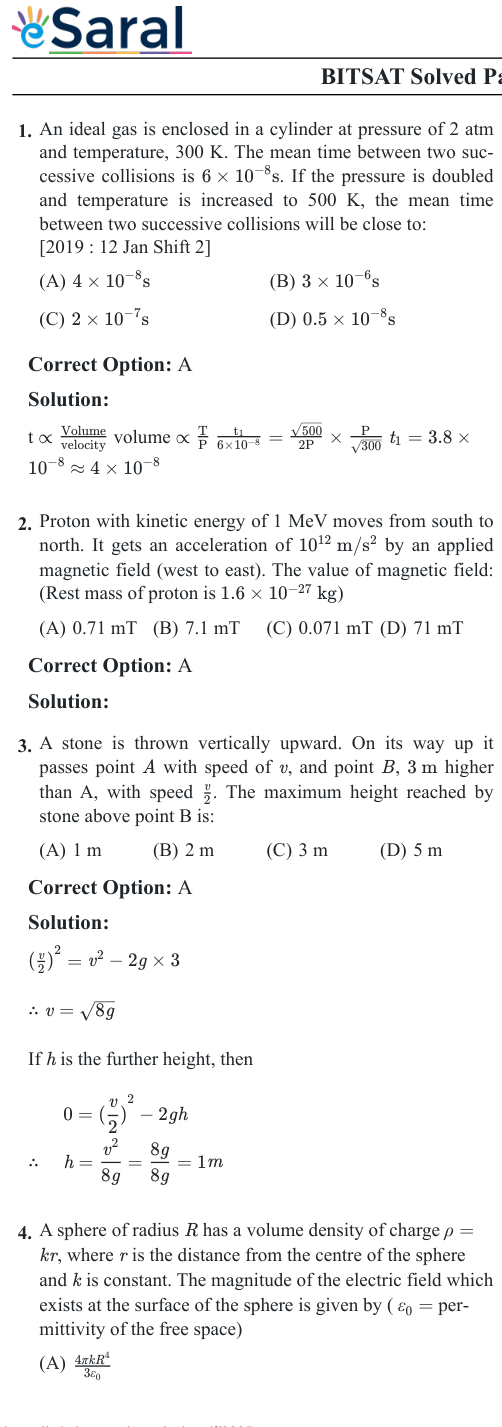 eSaral
BITSAT Solved Pa
1. An ideal gas is enclosed in a cylinder at pressure of 2 atm
and temperature, 300 K. The mean time between two suc-
cessive collisions is 6 × 10⁻⁸s. If the pressure is doubled
and temperature is increased to 500 K, the mean time
between two successive collisions will be close to:
[2019 : 12 Jan Shift 2]
(A) 4 × 10⁻⁸s (B) 3 × 10⁻⁶s
(C) 2 × 10⁻⁷s (D) 0.5 × 10⁻⁸s
Correct Option: A
Solution:
t ∝ Volume/velocity volume ∝ T/P t₁/(6×10⁻⁸) = √500/2P × P/√300 t₁ = 3.8 ×
10⁻⁸ ≈ 4 × 10⁻⁸
2. Proton with kinetic energy of 1 MeV moves from south to
north. It gets an acceleration of 10¹² m/s² by an applied
magnetic field (west to east). The value of magnetic field:
(Rest mass of proton is 1.6 × 10⁻²⁷ kg)
(A) 0.71 mT (B) 7.1 mT (C) 0.071 mT (D) 71 mT
Correct Option: A
Solution:
3. A stone is thrown vertically upward. On its way up it
passes point A with speed of v, and point B, 3 m higher
than A, with speed v/2. The maximum height reached by
stone above point B is:
(A) 1 m (B) 2 m (C) 3 m (D) 5 m
Correct Option: A
Solution:
(v/2)² = v² − 2g × 3
∴ v = √8g
If h is the further height, then
0 = (v/2)² − 2gh
∴ h = v²/8g = 8g/8g = 1m
4. A sphere of radius R has a volume density of charge ρ =
kr, where r is the distance from the centre of the sphere
and k is constant. The magnitude of the electric field which
exists at the surface of the sphere is given by ( ε₀ = per-
mittivity of the free space)
(A) 4πkR⁴/3ε₀